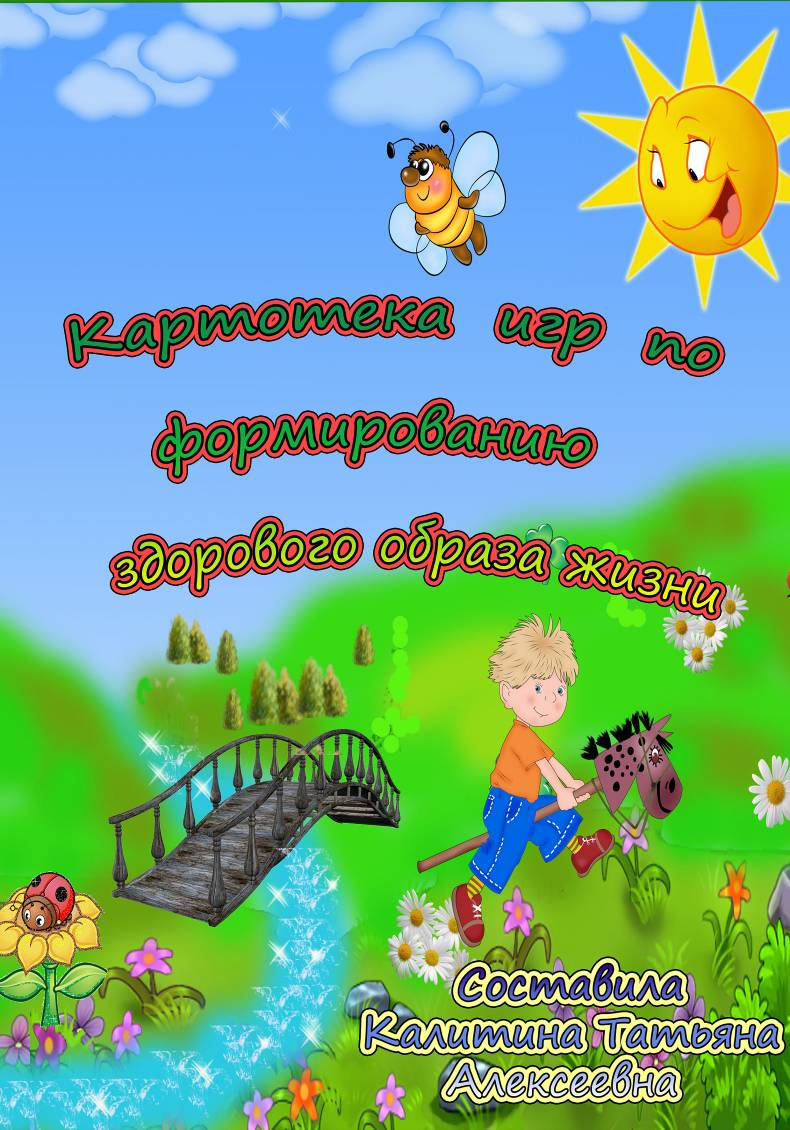 Картотека игр по
формированию
здорового образа жизни
Составила
Калитина Татьяна
Алексеевна